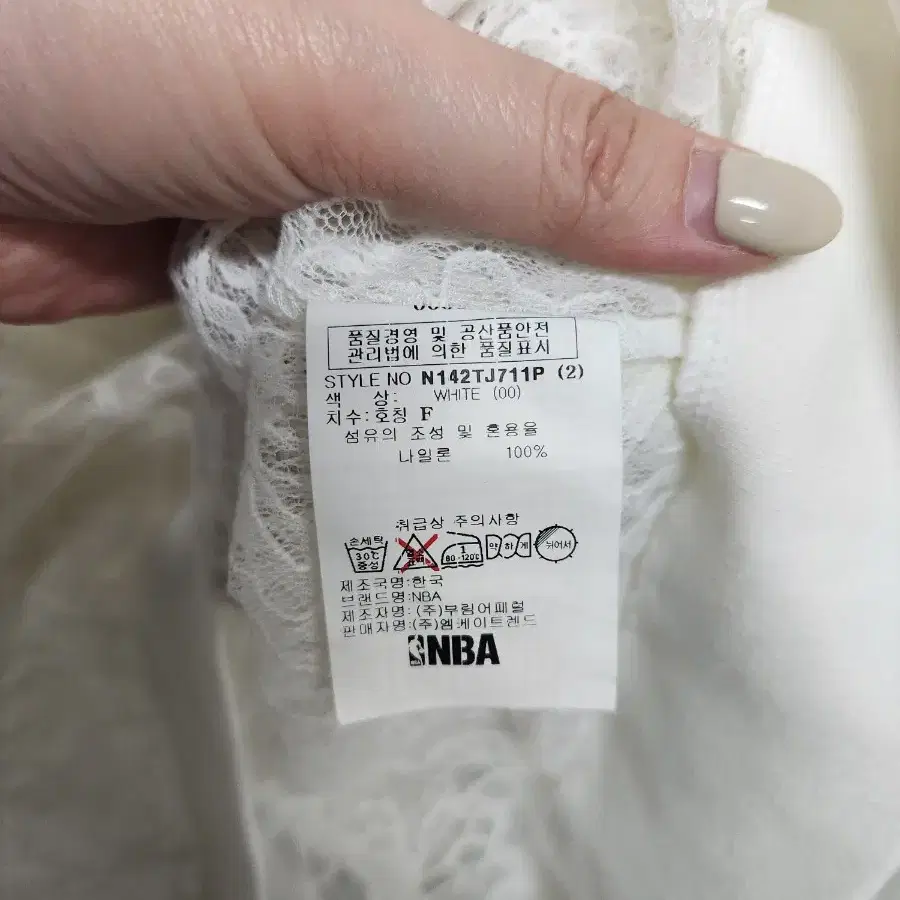 품질경영 및 공산품안전
관리법에 의한 품질표시
STYLE NO N142TJ711P (2)
색 상: WHITE (00)
치수:호칭 F
섬유의 조성 및 혼용율
나일론 100%
취급상 주의사항
손세탁 30℃ 중성 1 80-120℃ 약하게 뉘어서
제조국명:한국
브랜드명:NBA
제조자명:(주)부림어패럴
판매자명:(주)엠케이트렌드
NBA